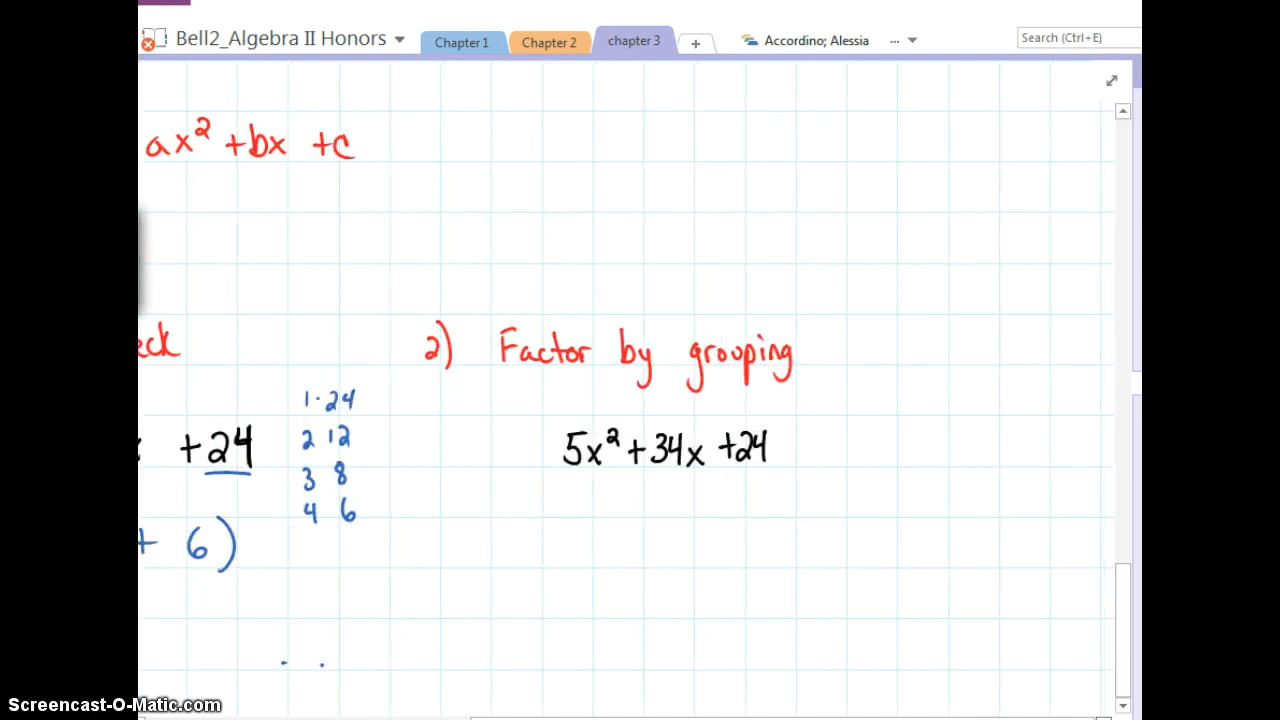 Bell2_Algebra II Honors
Chapter 1
Chapter 2
chapter 3
+
Accordino; Alessia
...
Search (Ctrl+E)
ax² +bx +c
eck
2) Factor by grouping
1·24
2 12
3 8
4 6
+24
5x² +34x +24
+ 6)
Screencast-O-Matic.com